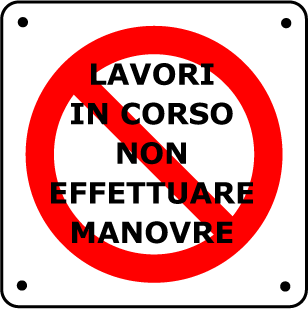 LAVORI
IN CORSO
NON
EFFETTUARE
MANOVRE